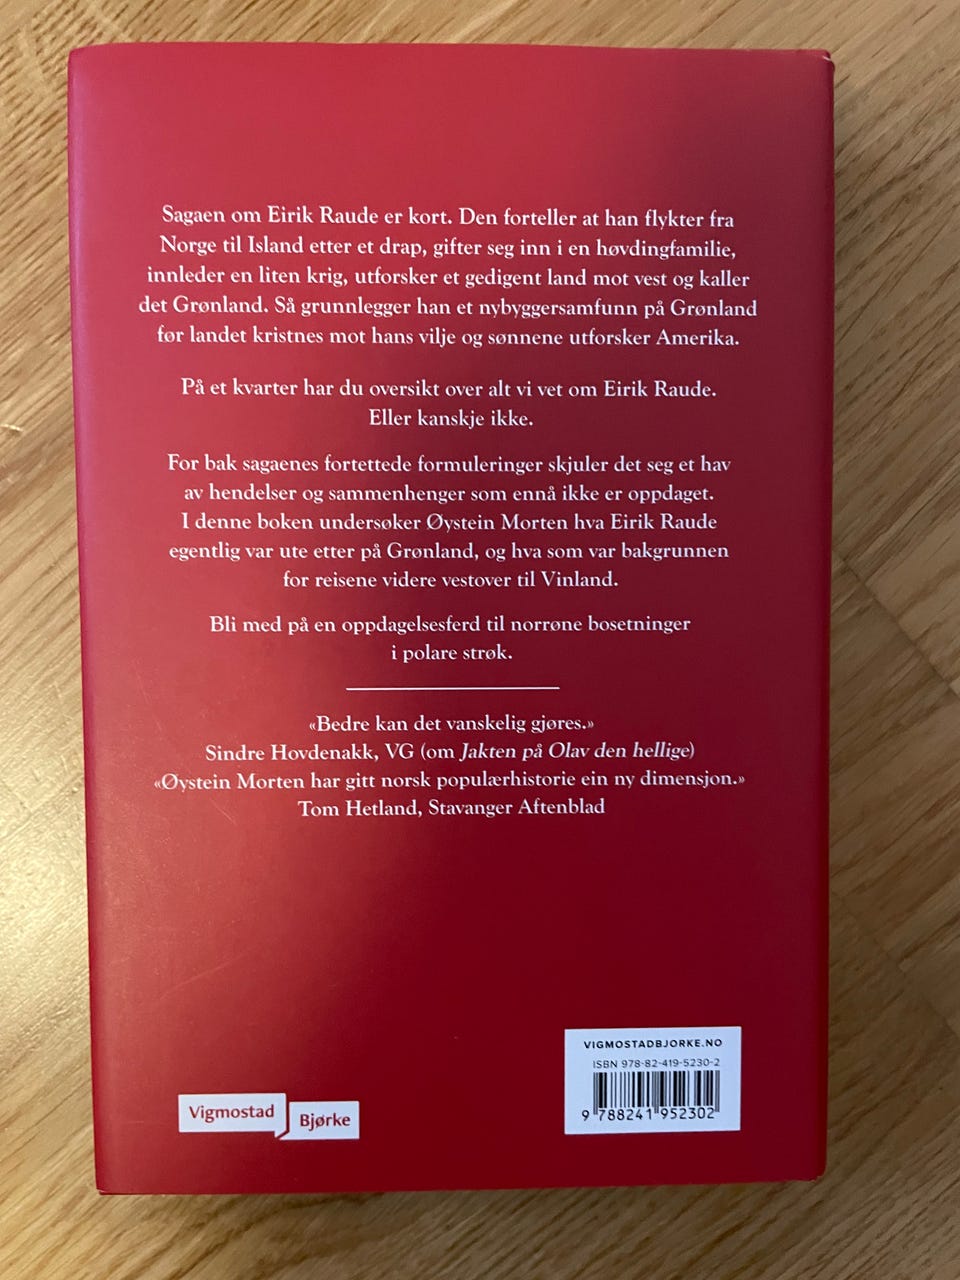 Sagaen om Eirik Raude er kort. Den forteller at han flykter fra
Norge til Island etter et drap, gifter seg inn i en høvdingfamilie,
innleder en liten krig, utforsker et gedigent land mot vest og kaller
det Grønland. Så grunnlegger han et nybyggersamfunn på Grønland
før landet kristnes mot hans vilje og sønnene utforsker Amerika.
På et kvarter har du oversikt over alt vi vet om Eirik Raude.
Eller kanskje ikke.
For bak sagaenes fortettede formuleringer skjuler det seg et hav
av hendelser og sammenhenger som ennå ikke er oppdaget.
I denne boken undersøker Øystein Morten hva Eirik Raude
egentlig var ute etter på Grønland, og hva som var bakgrunnen
for reisene videre vestover til Vinland.
Bli med på en oppdagelsesferd til norrøne bosetninger
i polare strøk.
«Bedre kan det vanskelig gjøres.»
Sindre Hovdenakk, VG (om Jakten på Olav den hellige)
«Øystein Morten har gitt norsk populærhistorie ein ny dimensjon.»
Tom Hetland, Stavanger Aftenblad
VIGMOSTADBJORKE.NO
ISBN 978-82-419-5230-2
9 788241 952302
Vigmostad
Bjørke